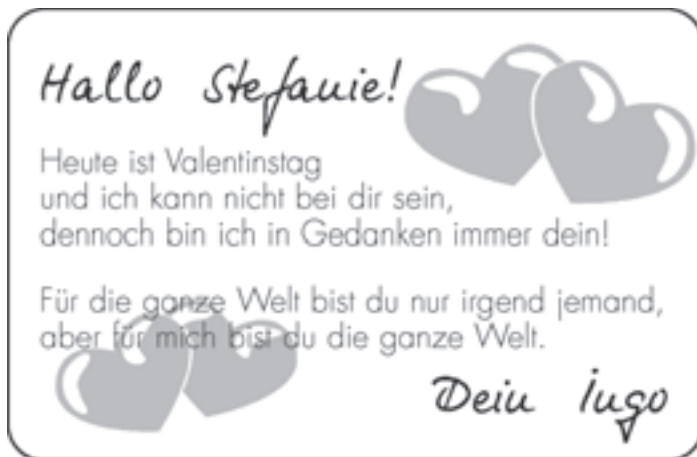 Hallo Stefanie!
Heute ist Valentinstag
und ich kann nicht bei dir sein,
dennoch bin ich in Gedanken immer dein!
Für die ganze Welt bist du nur irgend jemand,
aber für mich bist du die ganze Welt.
Dein Ingo